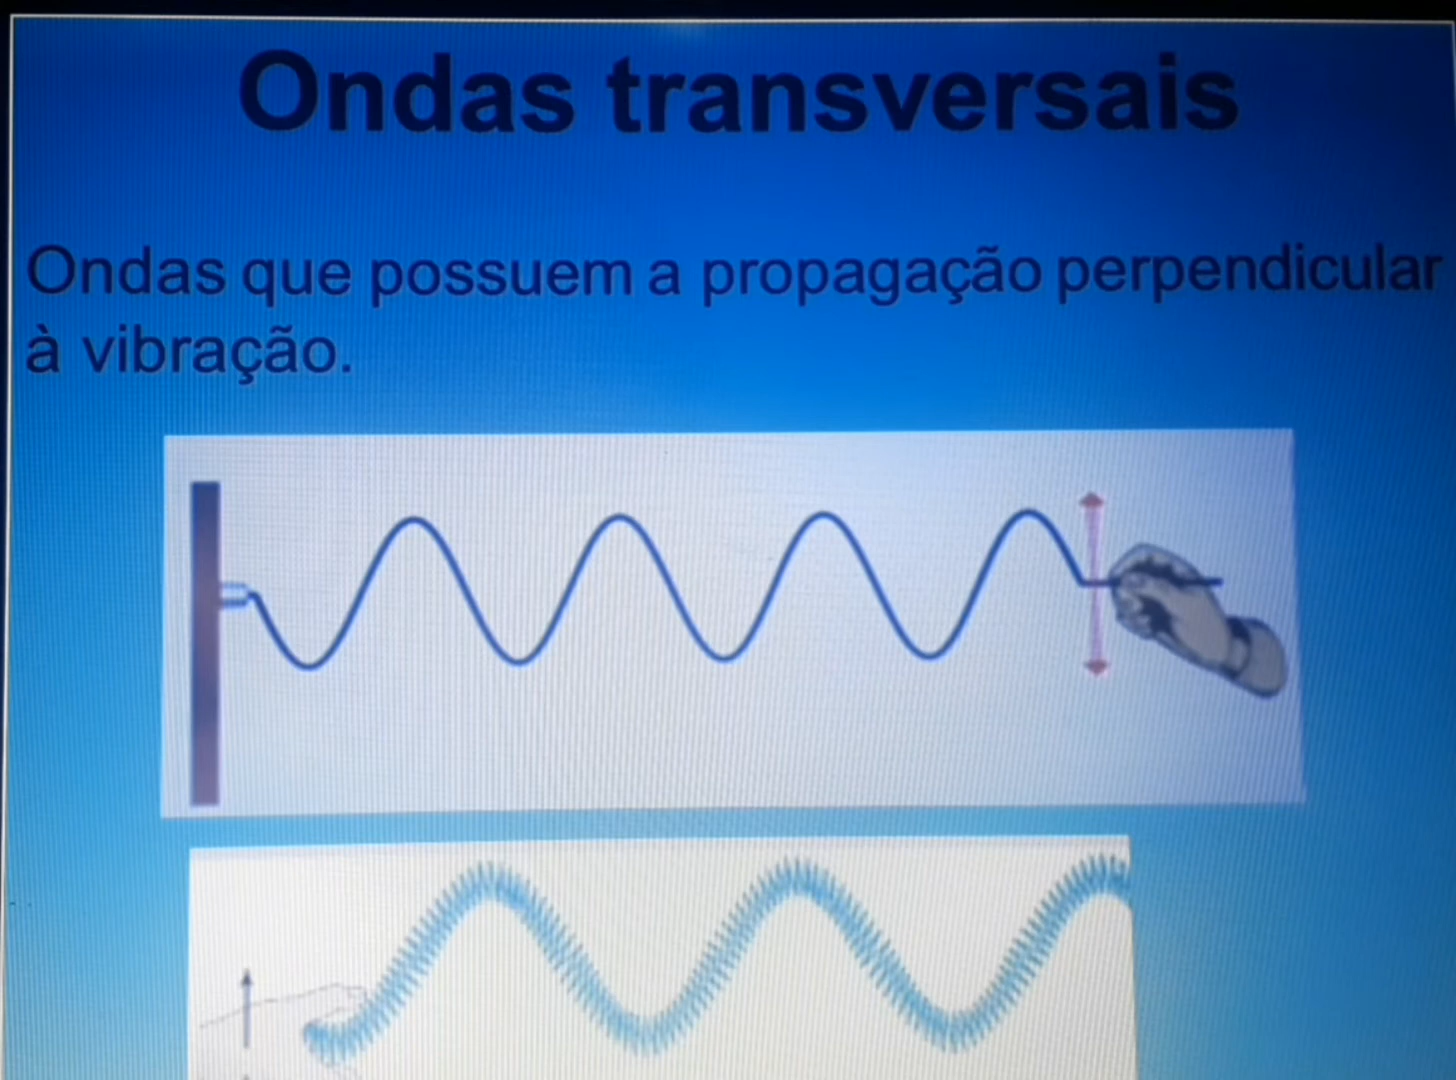 Ondas transversais
Ondas que possuem a propagação perpendicular
à vibração.